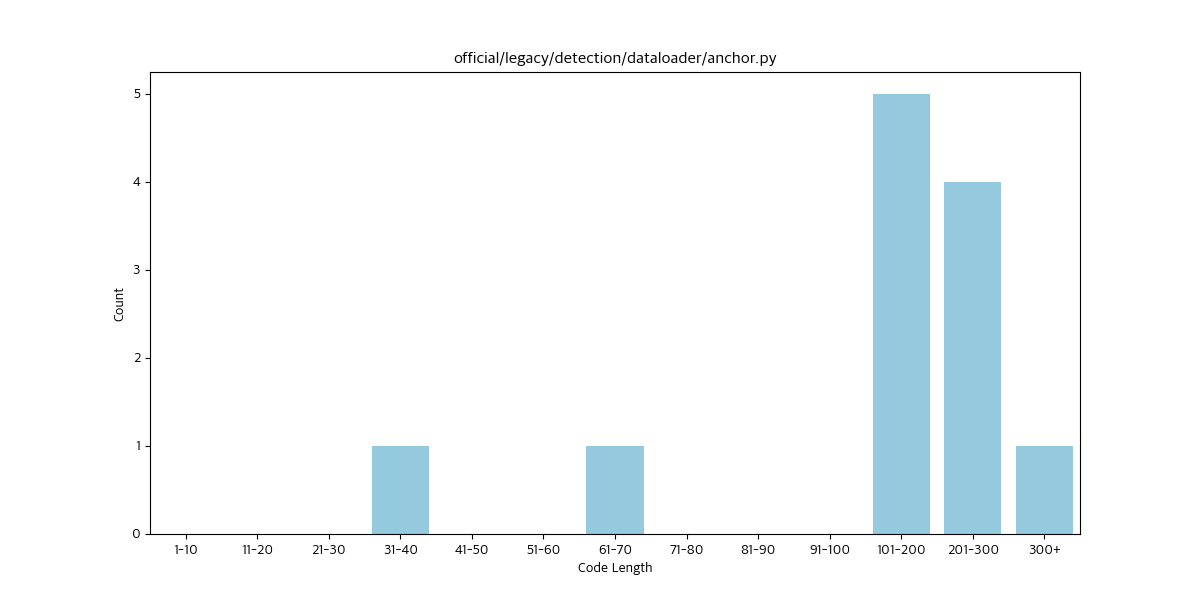 official/legacy/detection/dataloader/anchor.py
5
4
3
2
1
0
Count
1-10 11-20 21-30 31-40 41-50 51-60 61-70 71-80 81-90 91-100 101-200 201-300 300+
Code Length